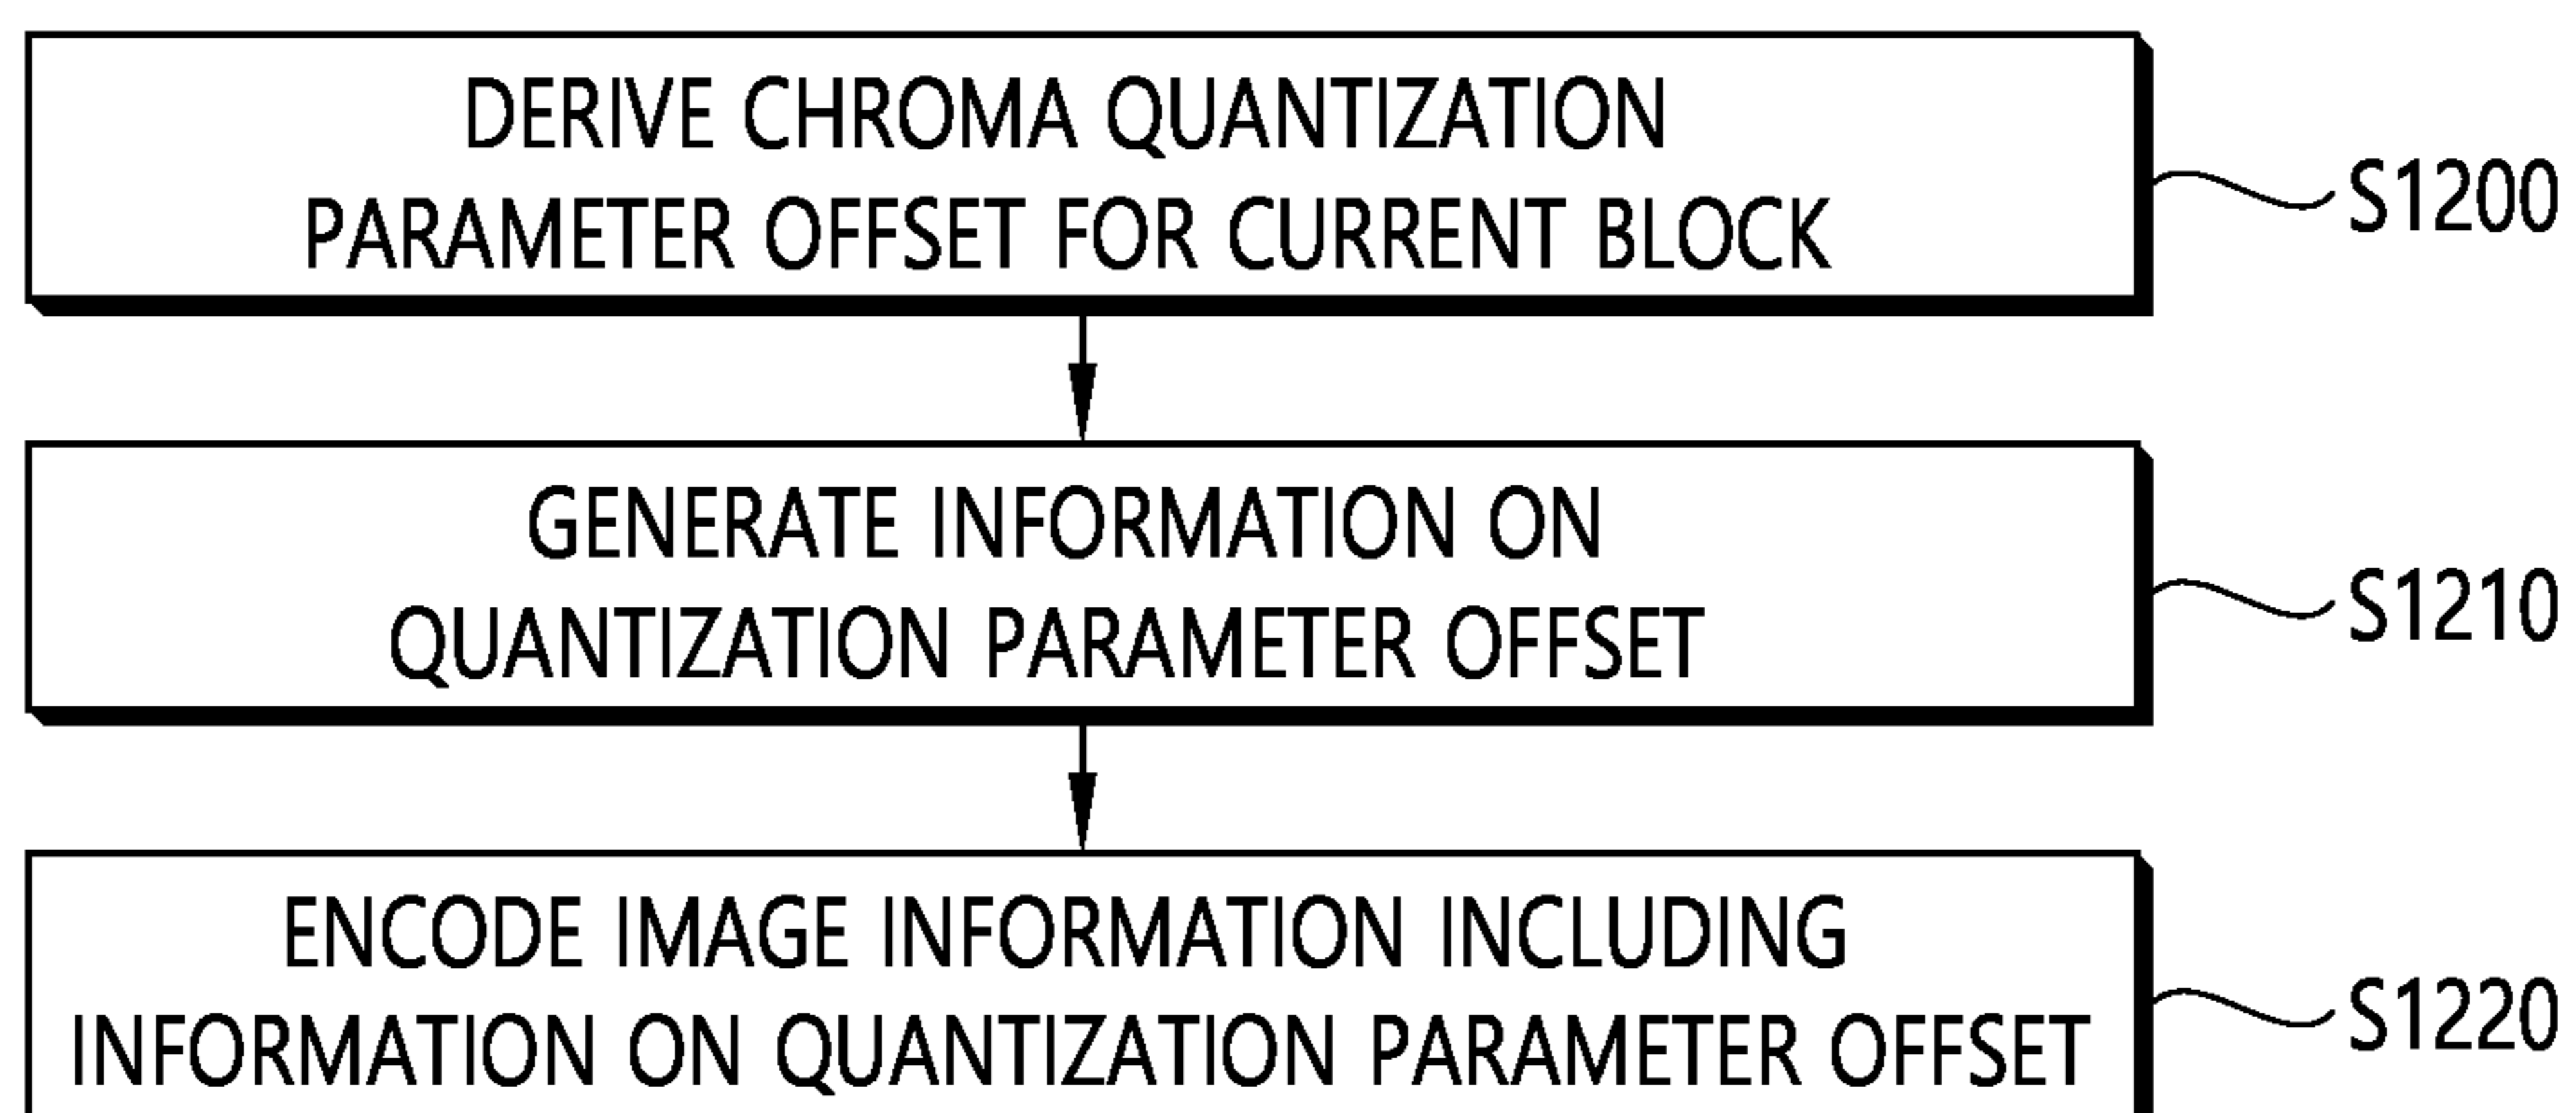 DERIVE CHROMA QUANTIZATION
PARAMETER OFFSET FOR CURRENT BLOCK
S1200
GENERATE INFORMATION ON
QUANTIZATION PARAMETER OFFSET
S1210
ENCODE IMAGE INFORMATION INCLUDING
INFORMATION ON QUANTIZATION PARAMETER OFFSET
S1220